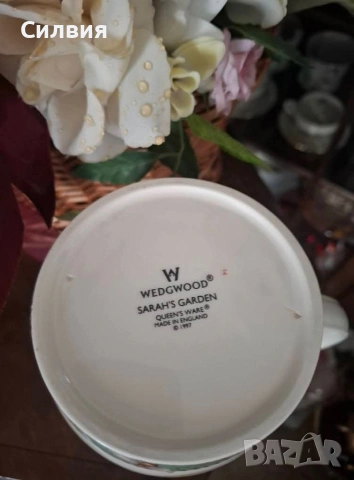 Силвия
W
WEDGWOOD®
SARAH'S GARDEN
QUEEN'S WARE®
MADE IN ENGLAND
© 1997
BAZAR